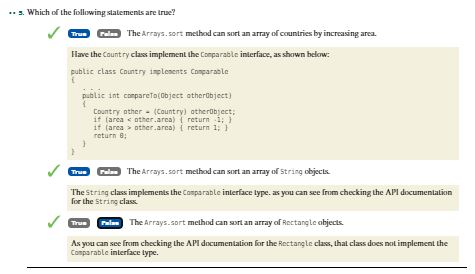 •• 5. Which of the following statements are true?
True False The Arrays.sort method can sort an array of countries by increasing area.
Have the Country class implement the Comparable interface, as shown below:
public class Country implements Comparable
{
. . .
public int compareTo(Object otherObject)
{
Country other = (Country) otherObject;
if (area < other.area) { return -1; }
if (area > other.area) { return 1; }
return 0;
}
}
True False The Arrays.sort method can sort an array of String objects.
The String class implements the Comparable interface type. as you can see from checking the API documentation
for the String class.
True False The Arrays.sort method can sort an array of Rectangle objects.
As you can see from checking the API documentation for the Rectangle class, that class does not implement the
Comparable interface type.